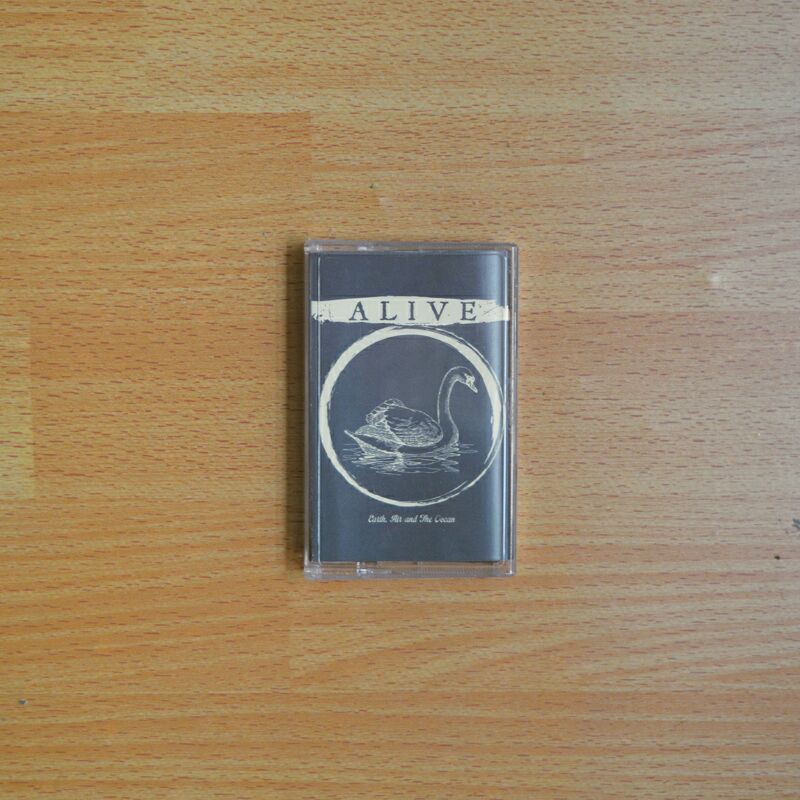 ALIVE
Earth, Air and The Ocean